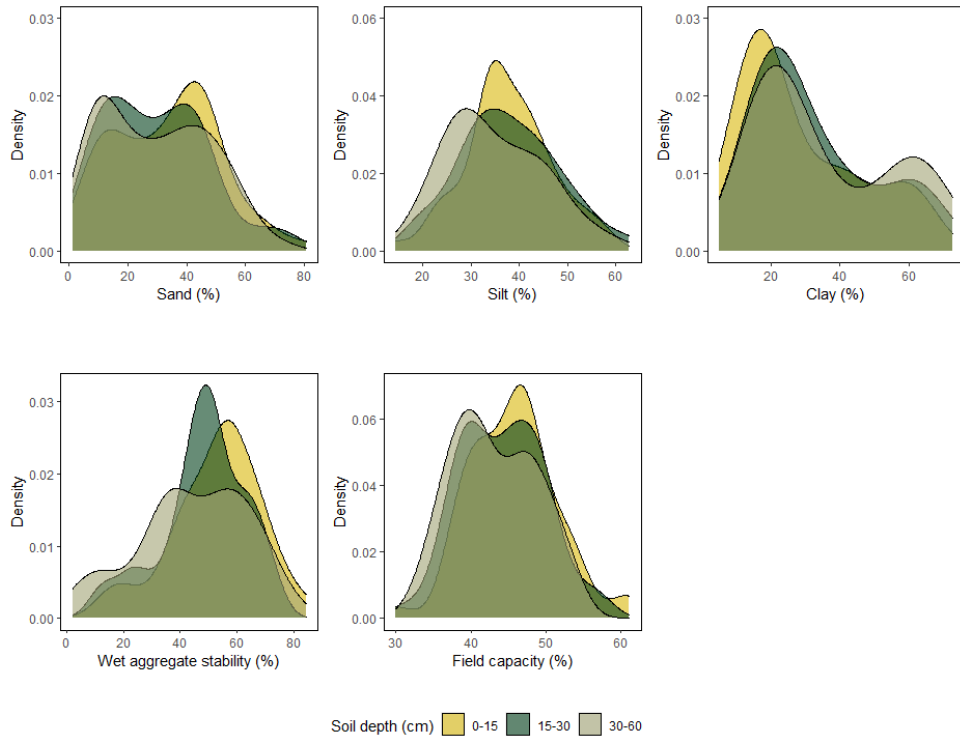 0.03
0.02
0.01
0.00
Density
0 20 40 60 80
Sand (%)
0.06
0.04
0.02
0.00
Density
20 30 40 50 60
Silt (%)
0.03
0.02
0.01
0.00
Density
20 40 60
Clay (%)
0.03
0.02
0.01
0.00
Density
0 20 40 60 80
Wet aggregate stability (%)
0.06
0.04
0.02
0.00
Density
30 40 50 60
Field capacity (%)
Soil depth (cm) 0-15 15-30 30-60